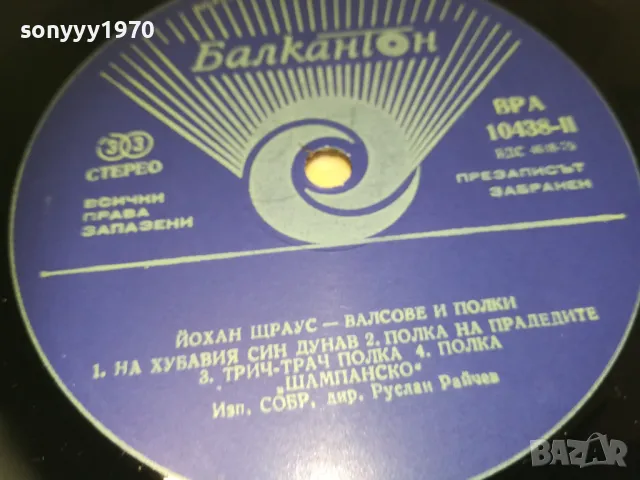 sonyyy1970
Балкантон
ВРА
10438-II
33
СТЕРЕО
ВСИЧКИ
ПРАВА
ЗАПАЗЕНИ
ПРЕЗАПИСЪТ
ЗАБРАНЕН
ЙОХАН ЩРАУС — ВАЛСОВЕ И ПОЛКИ
1. НА ХУБАВИЯ СИН ДУНАВ 2. ПОЛКА НА ПРАДЕДИТЕ
3. ТРИЧ-ТРАЧ ПОЛКА 4. ПОЛКА
„ШАМПАНСКО"
Изп. СОБР, дир. Руслан Райчев
BAZAR